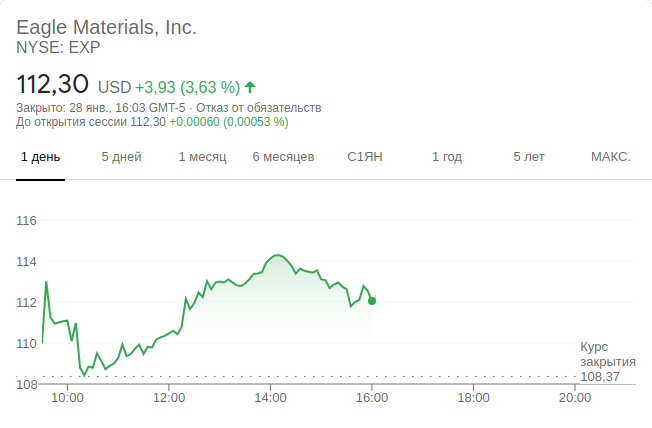 Eagle Materials, Inc.
NYSE: EXP
112,30 USD +3,93 (3,63 %)
Закрыто: 28 янв., 16:03 GMT-5 · Отказ от обязательств
До открытия сессии 112,30 +0,00060 (0,00053 %)
1 день 5 дней 1 месяц 6 месяцев С1ЯН 1 год 5 лет МАКС.
116
114
112
110
Курс
закрытия
108,37
108
10:00 12:00 14:00 16:00 18:00 20:00